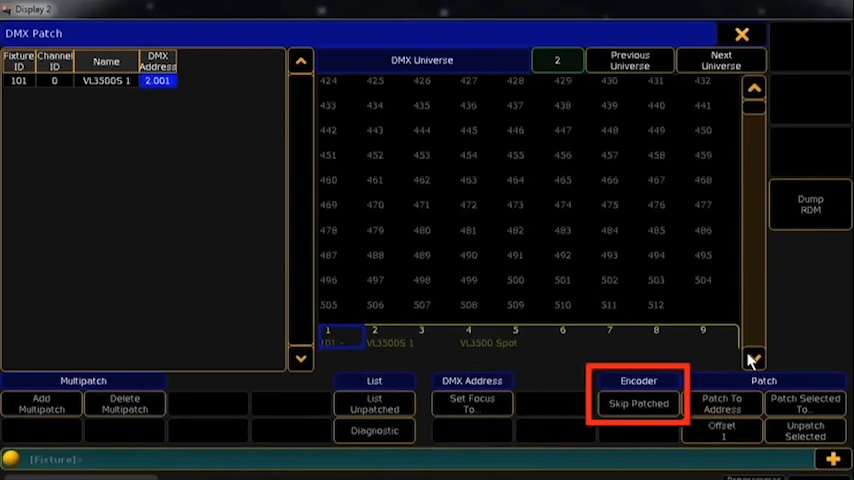 Display 2
DMX Patch
Fixture ID Channel ID Name DMX Address
101 0 VL3500S 1 2.001
DMX Universe 2 Previous Universe Next Universe
424 425 426 427 428 429 430 431 432
433 434 435 436 437 438 439 440 441
442 443 444 445 446 447 448 449 450
451 452 453 454 455 456 457 458 459
460 461 462 463 464 465 466 467 468
469 470 471 472 473 474 475 476 477
478 479 480 481 482 483 484 485 486
487 488 489 490 491 492 493 494 495
496 497 498 499 500 501 502 503 504
505 506 507 508 509 510 511 512
1 2 3 4 5 6 7 8 9
101 - VL3500S 1 VL3500 Spot
Dump RDM
Multipatch List DMX Address Encoder Patch
Add Multipatch Delete Multipatch List Unpatched Set Focus To... Skip Patched Patch To Address Patch Selected To...
Diagnostic Offset 1 Unpatch Selected
[Fixture]>